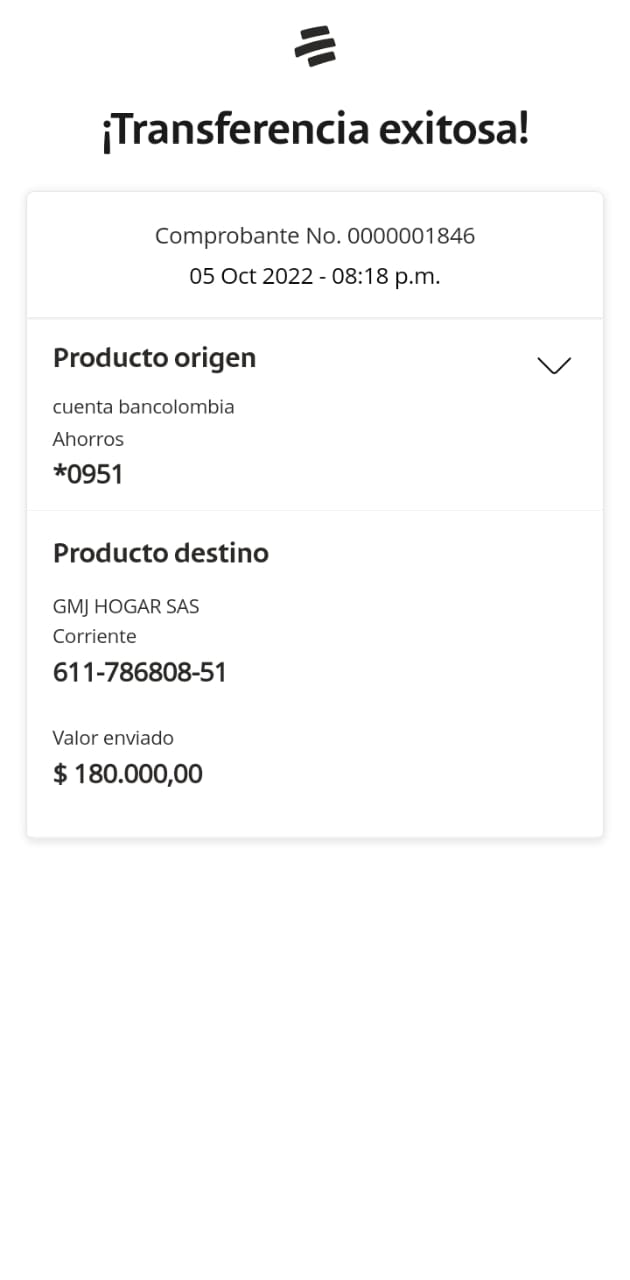 ¡Transferencia exitosa!
Comprobante No. 0000001846
05 Oct 2022 - 08:18 p.m.
Producto origen
cuenta bancolombia
Ahorros
*0951
Producto destino
GMJ HOGAR SAS
Corriente
611-786808-51
Valor enviado
$ 180.000,00